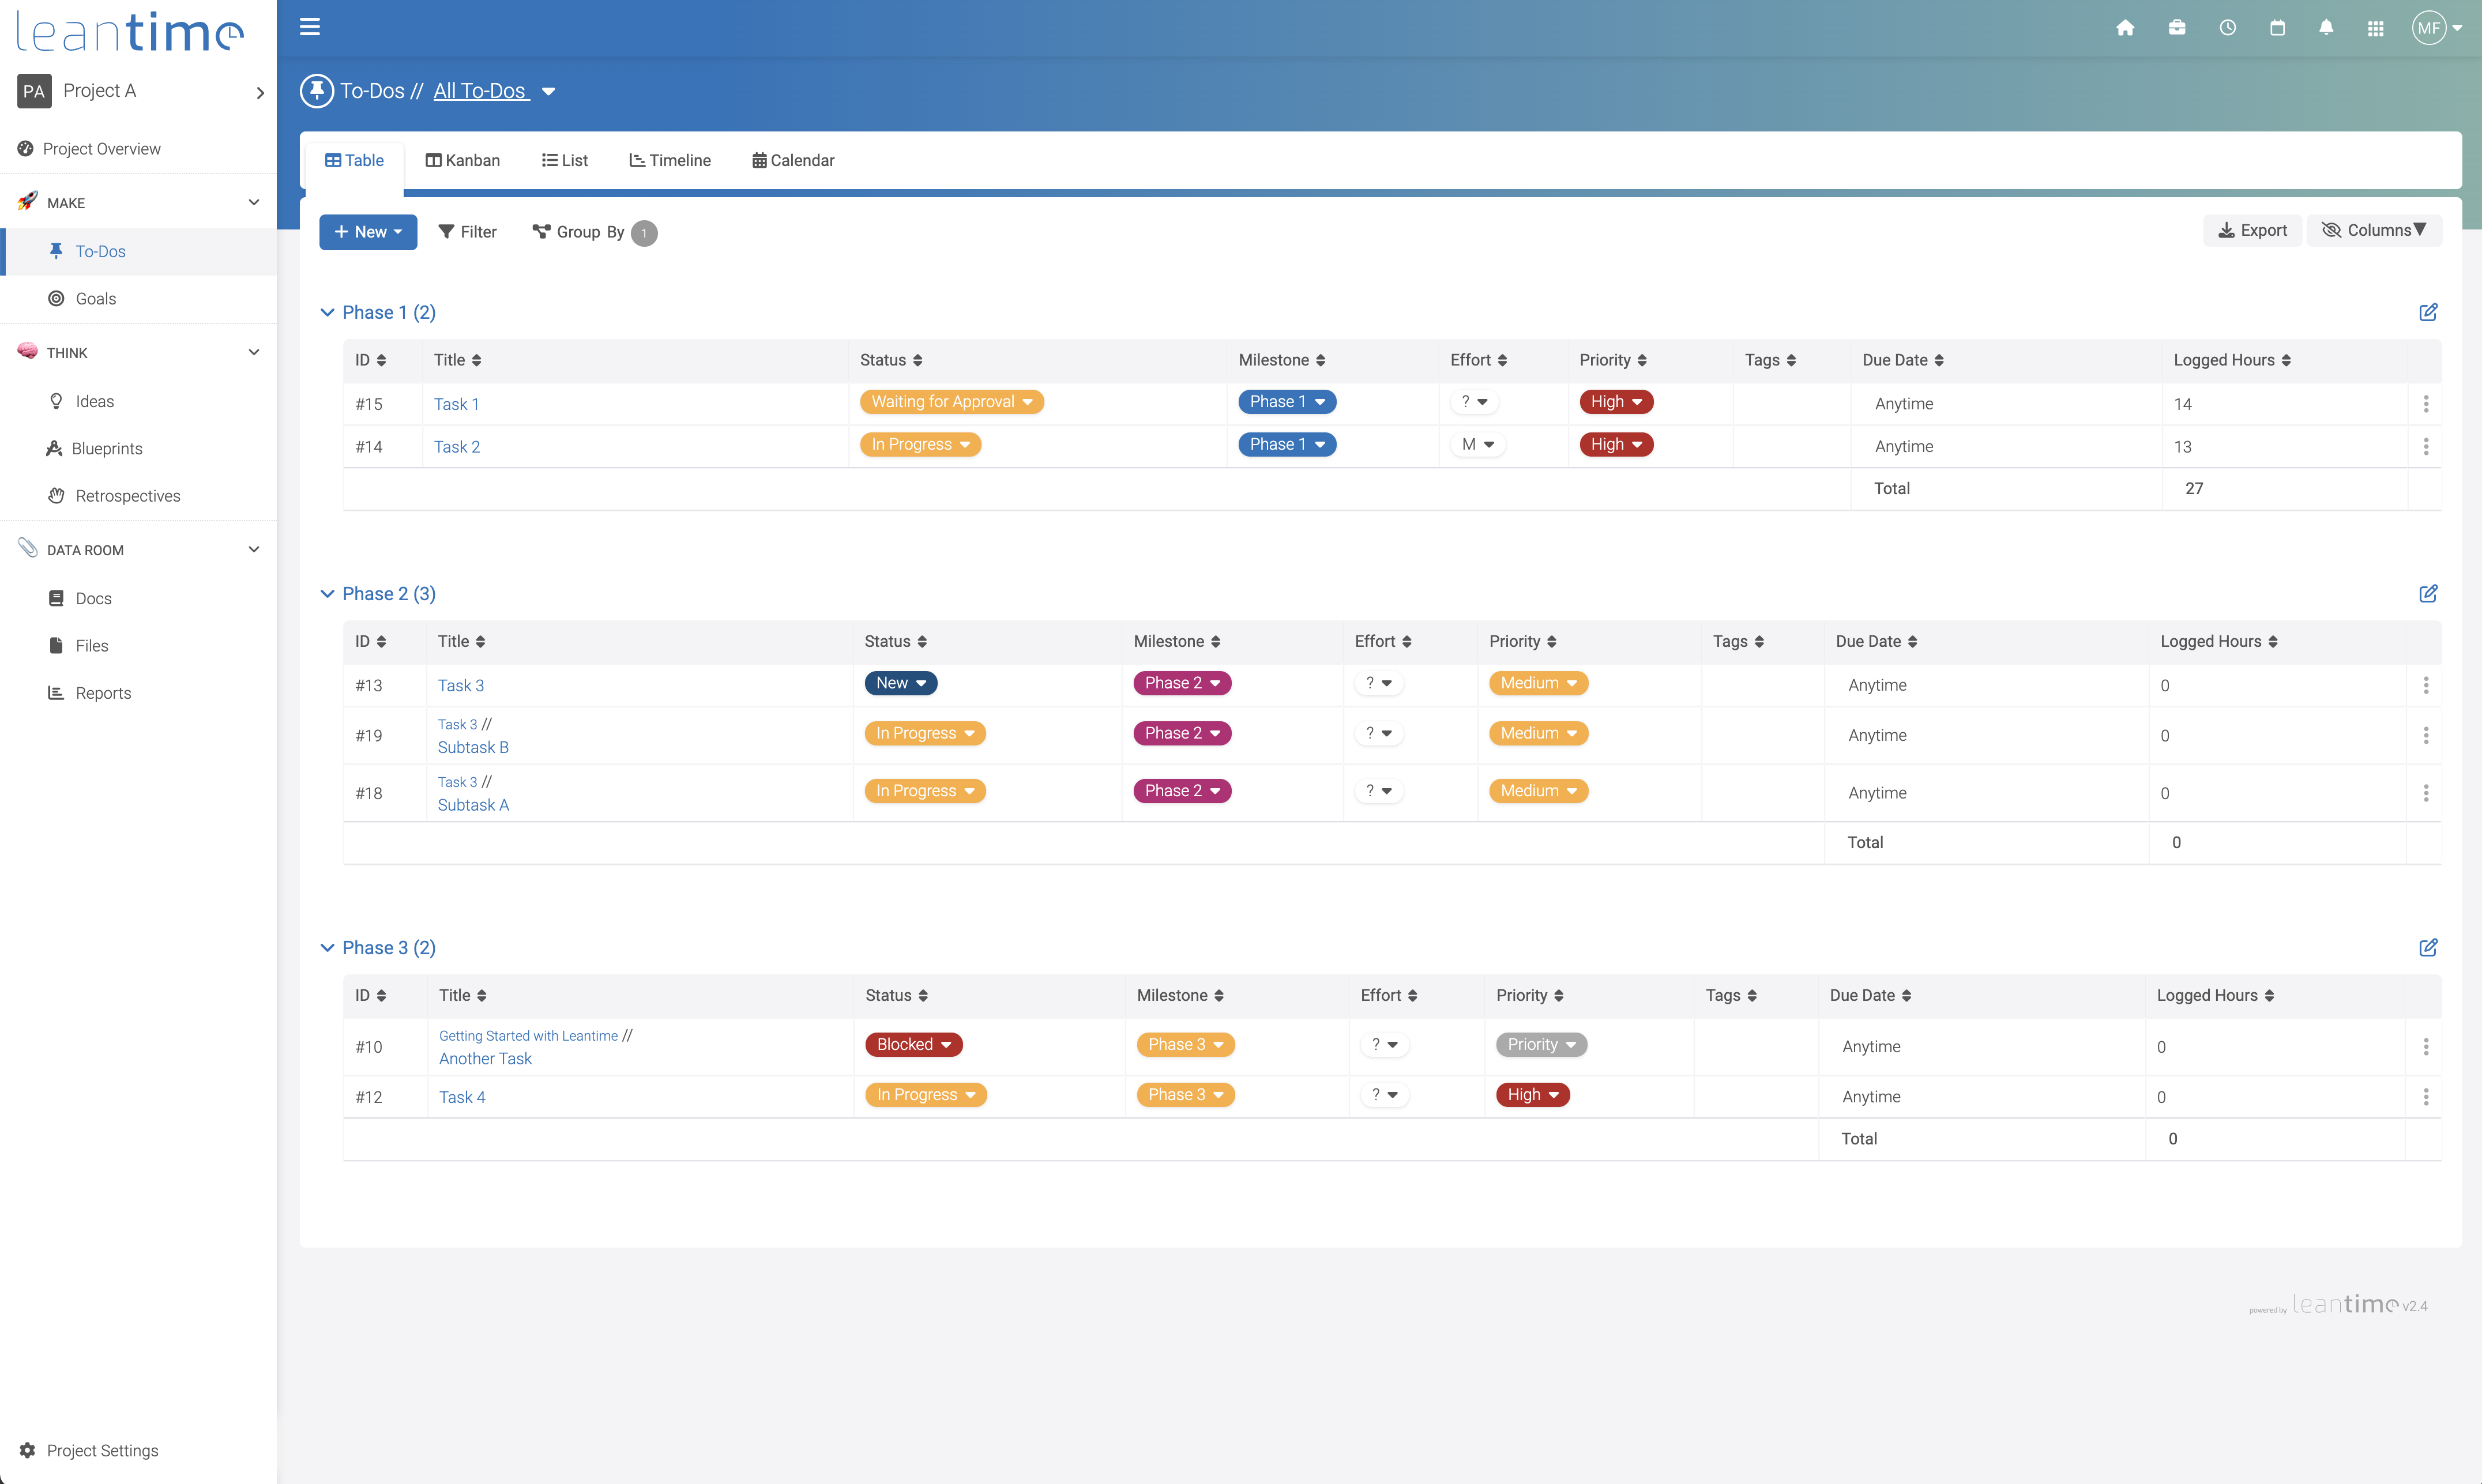 leantime
MF
PA Project A
To-Dos // All To-Dos
Project Overview
MAKE
To-Dos
Goals
THINK
Ideas
Blueprints
Retrospectives
DATA ROOM
Docs
Files
Reports
Project Settings
Table Kanban List Timeline Calendar
+ New Filter Group By 1 Export Columns
Phase 1 (2)
ID Title Status Milestone Effort Priority Tags Due Date Logged Hours
#15 Task 1 Waiting for Approval Phase 1 ? High Anytime 14
#14 Task 2 In Progress Phase 1 M High Anytime 13
Total 27
Phase 2 (3)
ID Title Status Milestone Effort Priority Tags Due Date Logged Hours
#13 Task 3 New Phase 2 ? Medium Anytime 0
#19 Task 3 // Subtask B In Progress Phase 2 ? Medium Anytime 0
#18 Task 3 // Subtask A In Progress Phase 2 ? Medium Anytime 0
Total 0
Phase 3 (2)
ID Title Status Milestone Effort Priority Tags Due Date Logged Hours
#10 Getting Started with Leantime // Another Task Blocked Phase 3 ? Priority Anytime 0
#12 Task 4 In Progress Phase 3 ? High Anytime 0
Total 0
powered by leantime v2.4